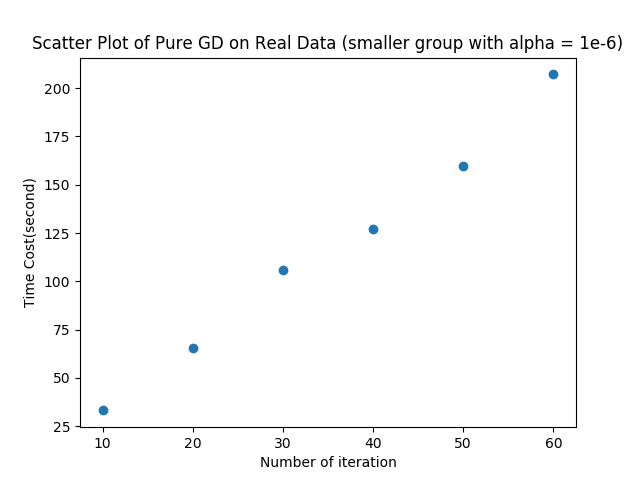 Scatter Plot of Pure GD on Real Data (smaller group with alpha = 1e-6)
200
175
150
125
100
75
50
25
Time Cost(second)
10 20 30 40 50 60
Number of iteration